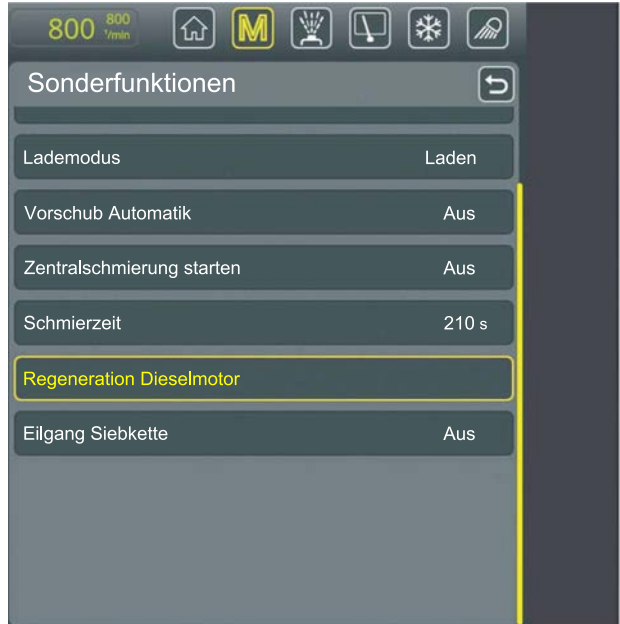 800 800
1/min
M
Sonderfunktionen
Lademodus Laden
Vorschub Automatik Aus
Zentralschmierung starten Aus
Schmierzeit 210 s
Regeneration Dieselmotor
Eilgang Siebkette Aus